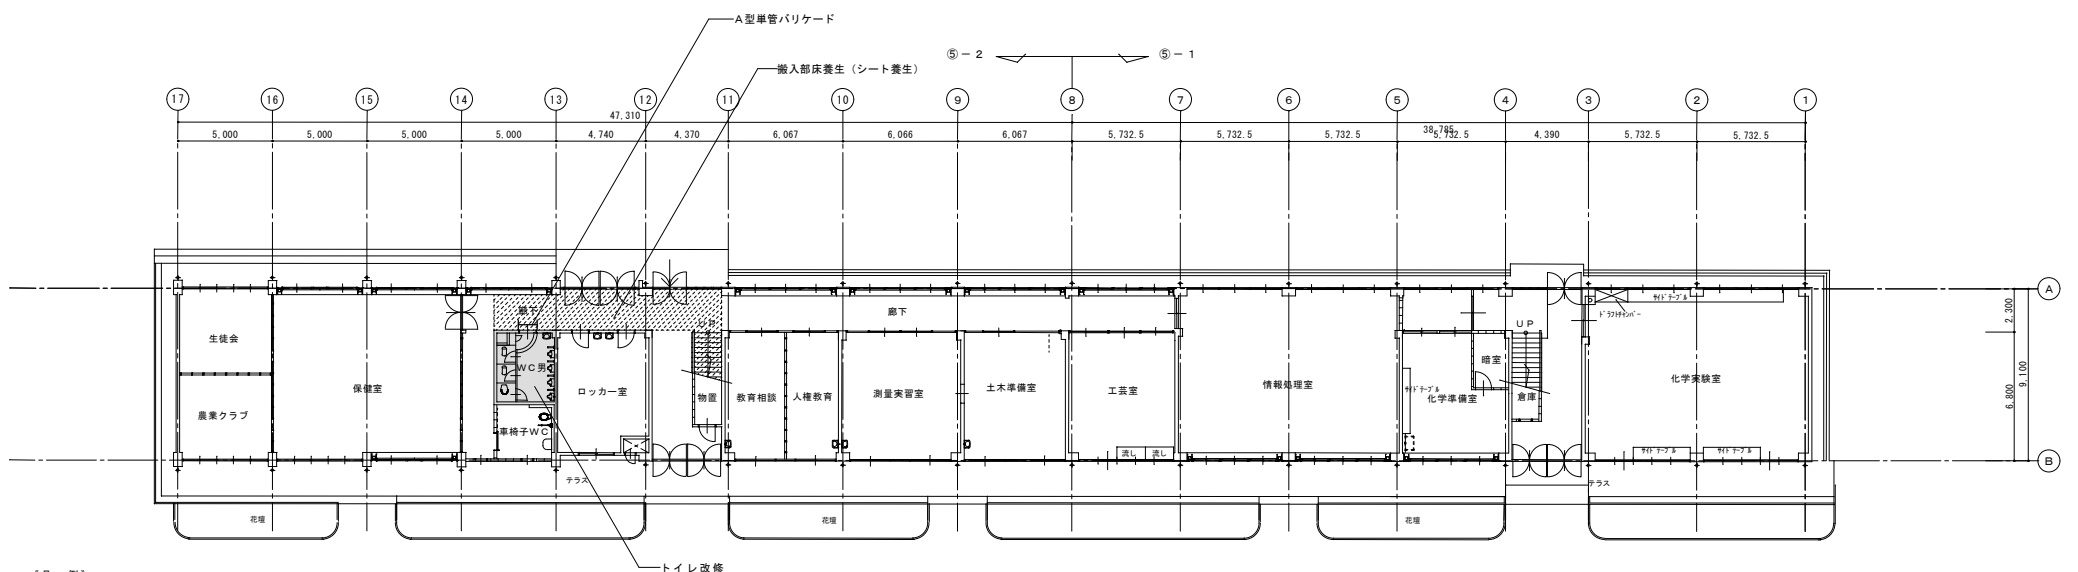 A型単管バリケード
⑤－２　⑤－１
搬入部床養生（シート養生）
17 16 15 14 13 12 11 10 9 8 7 6 5 4 3 2 1
47,310 38,785
5,000 5,000 5,000 5,000 4,740 4,370 6,067 6,066 6,067 5,732.5 5,732.5 5,732.5 5,732.5 4,390 5,732.5 5,732.5
A
サイドテーブル
廊下 廊下
ドラフトチャンバー
2,300
UP UP
生徒会
WC男
暗室
保健室 ロッカー室 物置 教育相談 人権教育 測量実習室 土木準備室 工芸室 情報処理室 サイドテーブル 化学準備室 倉庫 化学実験室
6,800 9,100
農業クラブ
車椅子WC
流し 流し サイドテーブル サイドテーブル
B
テラス テラス
花壇 花壇 花壇
トイレ改修